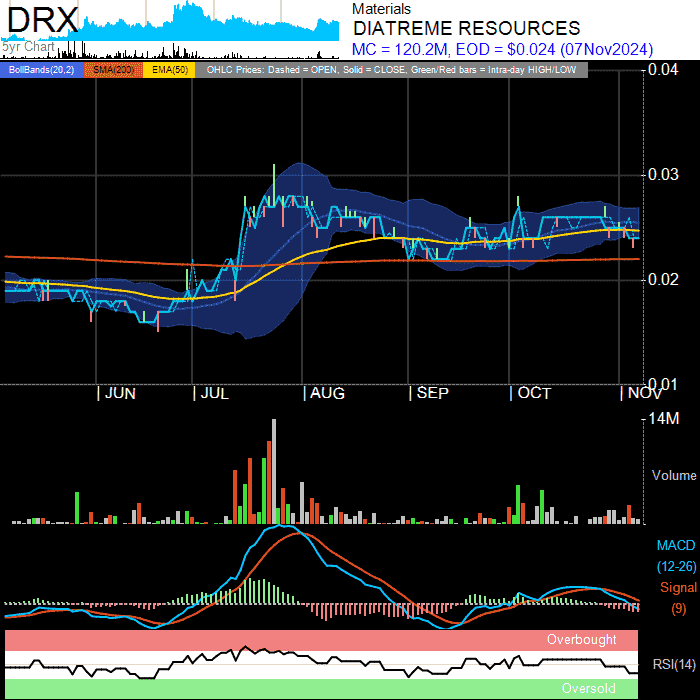 DRX
5yr Chart
Materials
DIATREME RESOURCES
MC = 120.2M, EOD = $0.024 (07Nov2024)
BollBands(20,2) SMA(200) EMA(50) OHLC Prices: Dashed = OPEN, Solid = CLOSE, Green/Red bars = Intra-day HIGH/LOW
0.04
0.03
0.02
0.01
JUN JUL AUG SEP OCT NOV
14M
Volume
MACD
(12-26)
Signal
(9)
Overbought
RSI(14)
Oversold